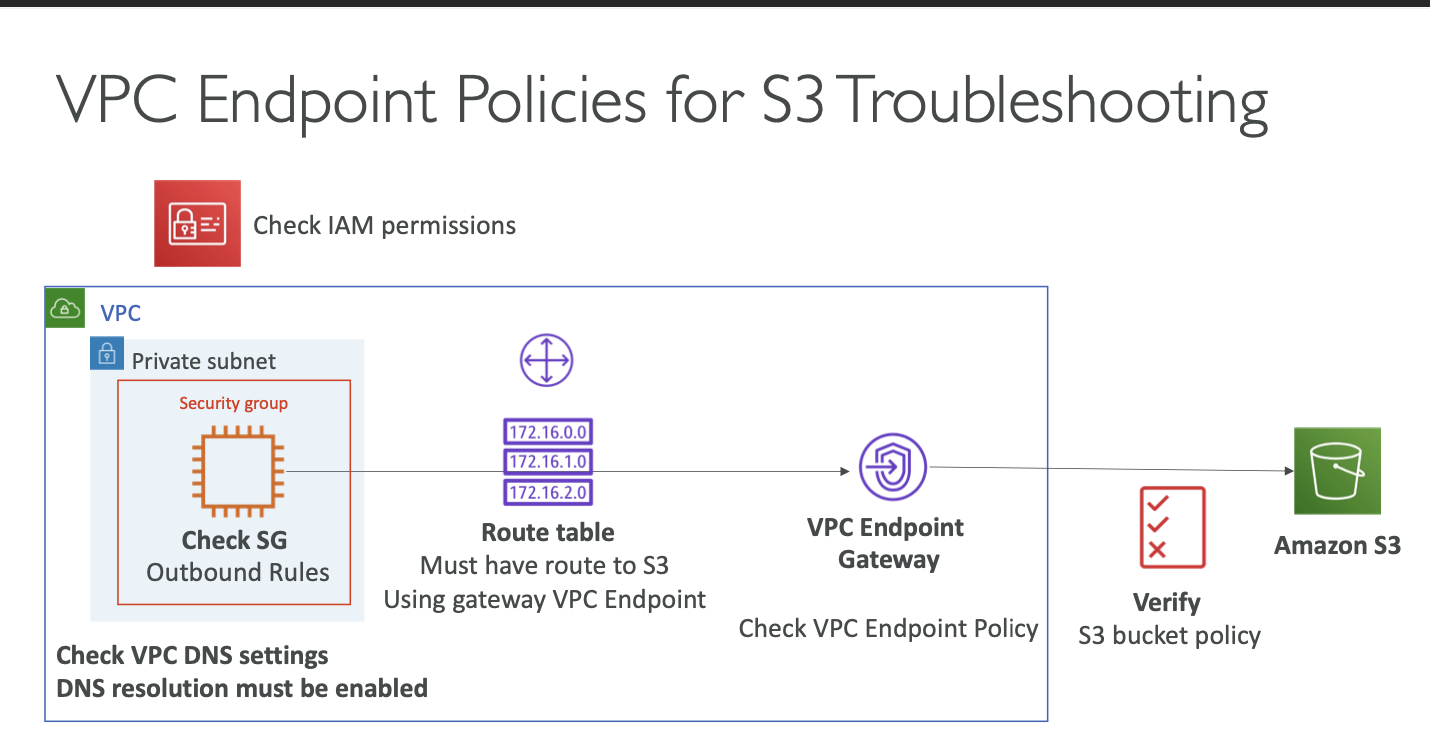 VPC Endpoint Policies for S3 Troubleshooting
Check IAM permissions
VPC
Private subnet
Security group
Check SG
Outbound Rules
172.16.0.0
172.16.1.0
172.16.2.0
Route table
Must have route to S3
Using gateway VPC Endpoint
VPC Endpoint
Gateway
Check VPC Endpoint Policy
Verify
S3 bucket policy
Amazon S3
Check VPC DNS settings
DNS resolution must be enabled